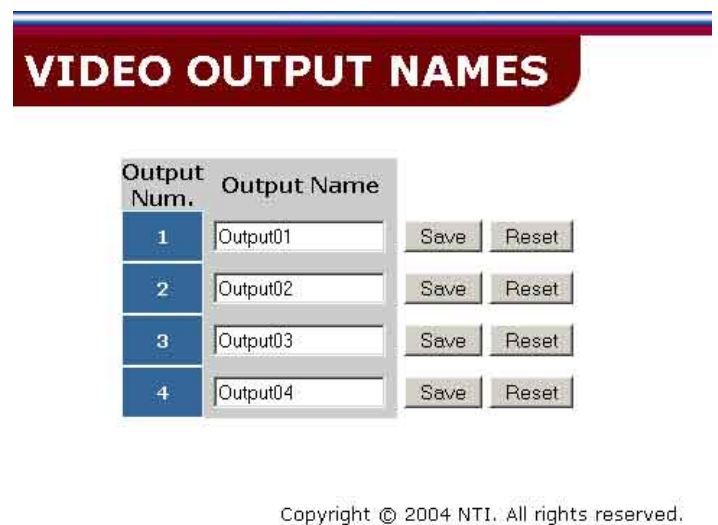 VIDEO OUTPUT NAMES
Output Num. Output Name
1 Output01 Save Reset
2 Output02 Save Reset
3 Output03 Save Reset
4 Output04 Save Reset
Copyright © 2004 NTI. All rights reserved.